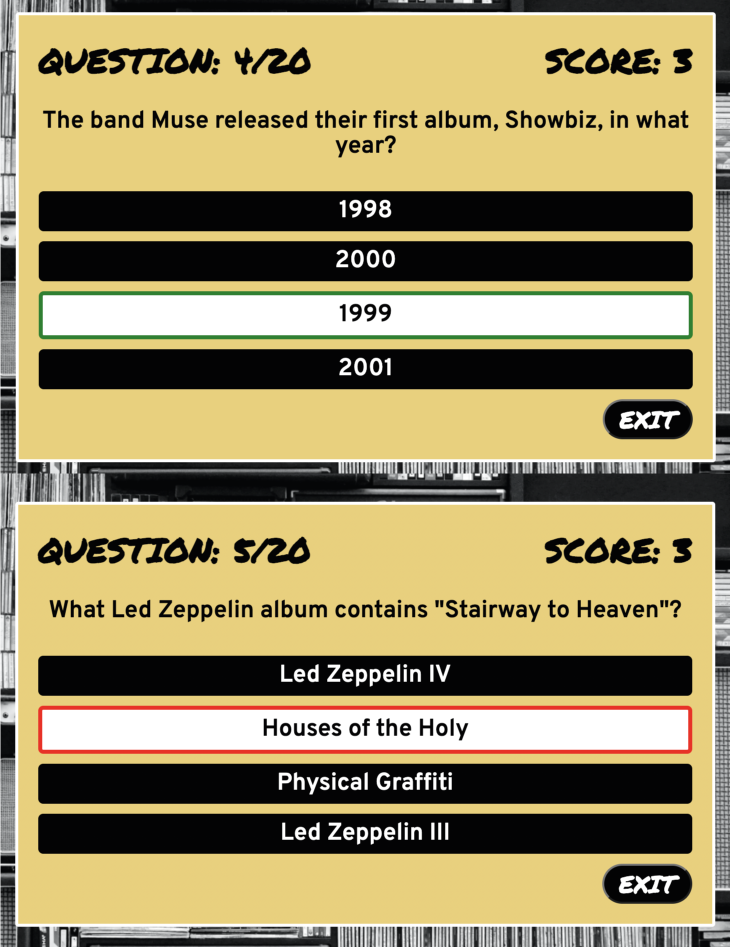 QUESTION: 4/20
SCORE: 3
The band Muse released their first album, Showbiz, in what
year?
1998
2000
1999
2001
EXIT
QUESTION: 5/20
SCORE: 3
What Led Zeppelin album contains "Stairway to Heaven"?
Led Zeppelin IV
Houses of the Holy
Physical Graffiti
Led Zeppelin III
EXIT